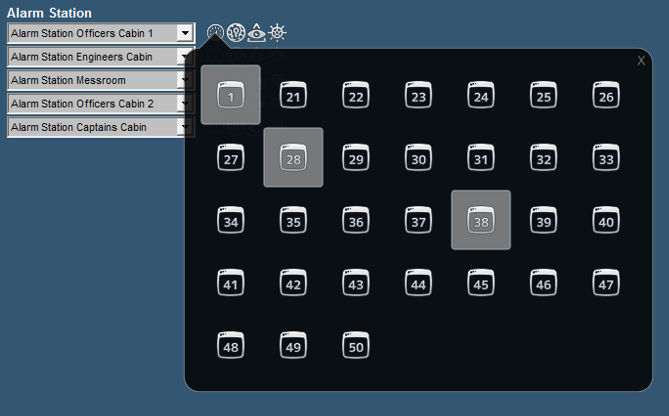 Alarm Station
Alarm Station Officers Cabin 1
Alarm Station Engineers Cabin
Alarm Station Messroom
Alarm Station Officers Cabin 2
Alarm Station Captains Cabin
X
1 21 22 23 24 25 26
27 28 29 30 31 32 33
34 35 36 37 38 39 40
41 42 43 44 45 46 47
48 49 50